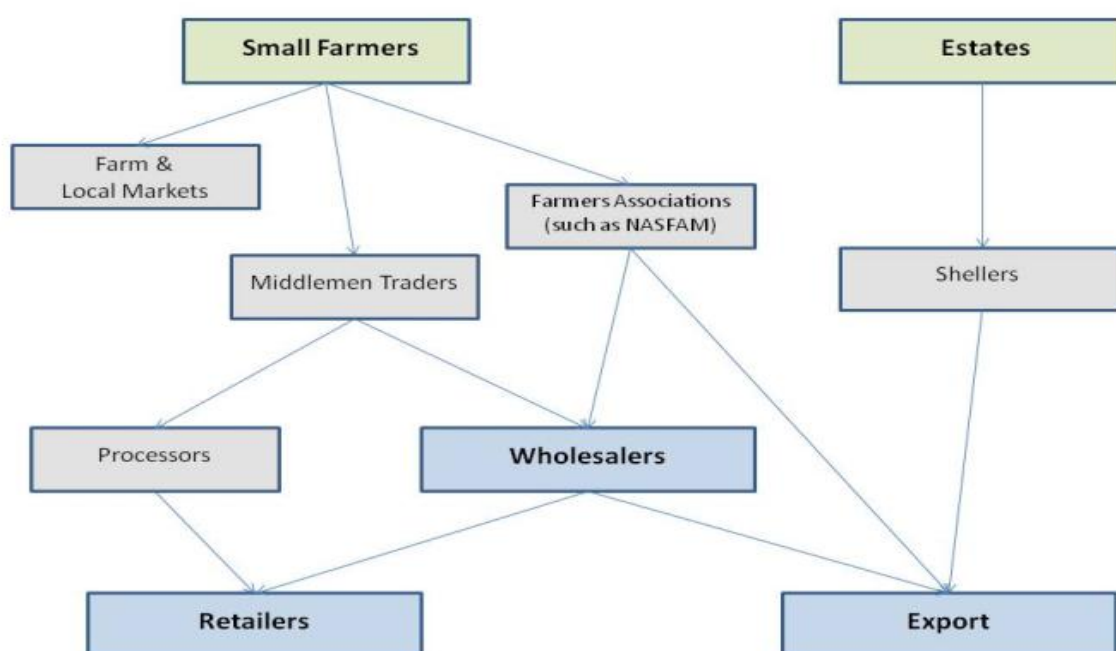 Small Farmers
Estates
Farm &
Local Markets
Farmers Associations
(such as NASFAM)
Middlemen Traders
Shellers
Processors
Wholesalers
Retailers
Export